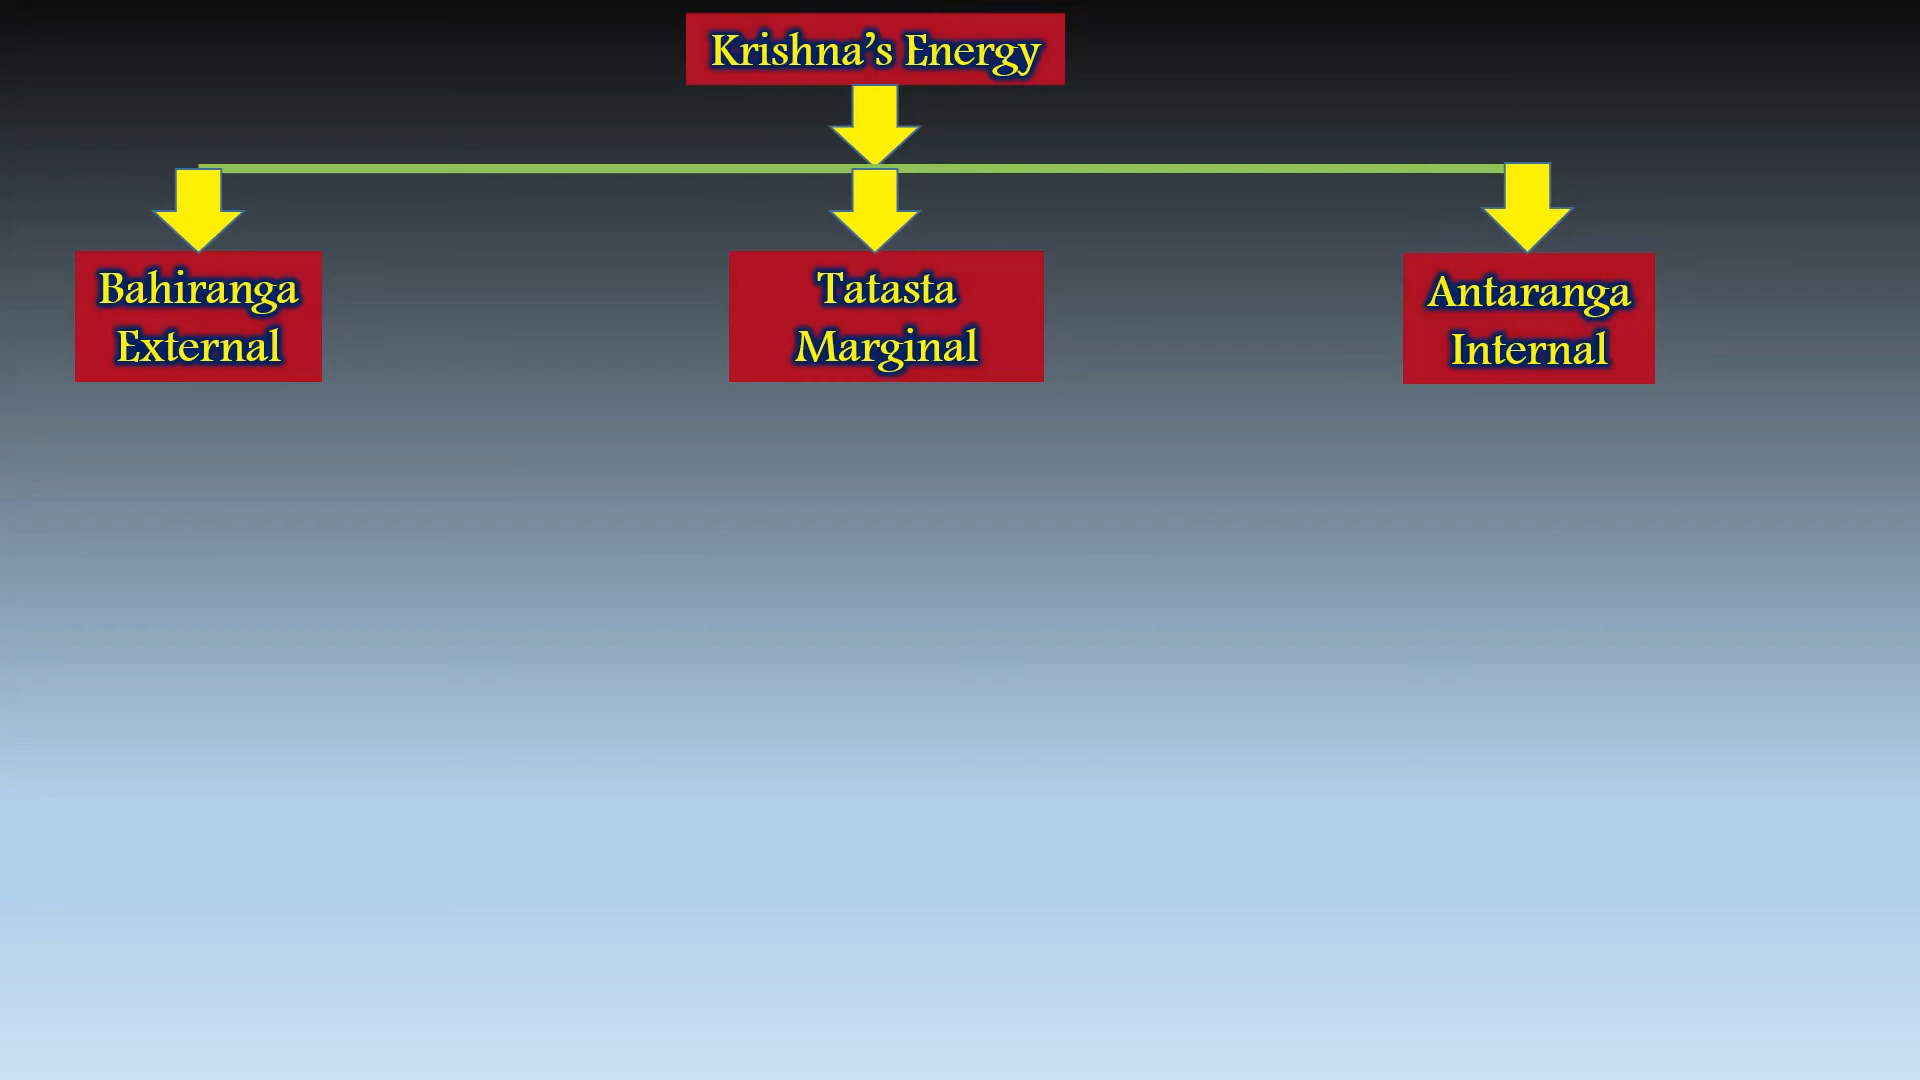 Krishna’s Energy
Bahiranga
External
Tatasta
Marginal
Antaranga
Internal